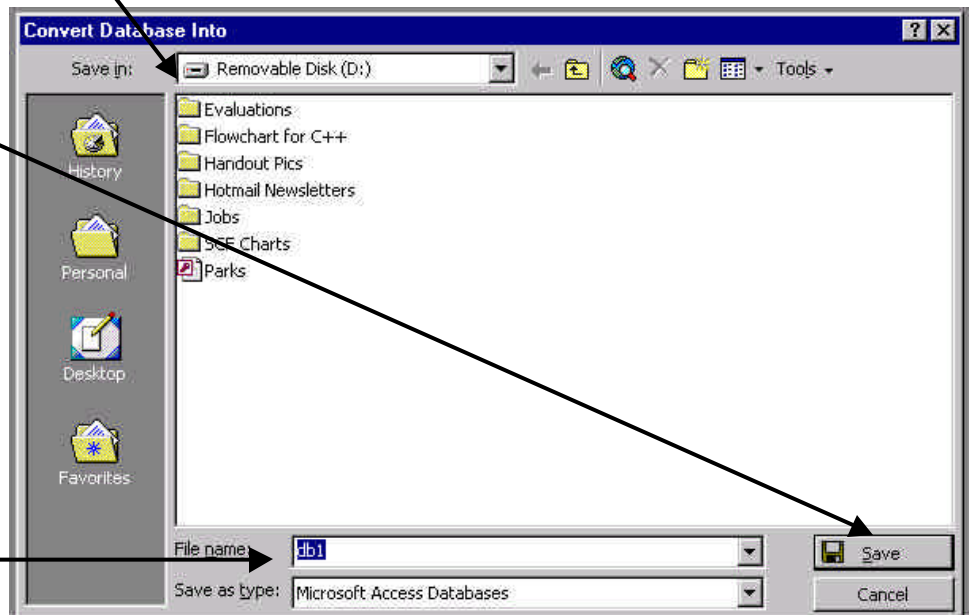 Convert Database Into
Save in: Removable Disk (D:) Tools
Evaluations
Flowchart for C++
Handout Pics
Hotmail Newsletters
Jobs
SCE Charts
Parks
History
Personal
Desktop
Favorites
File name: db1 Save
Save as type: Microsoft Access Databases Cancel